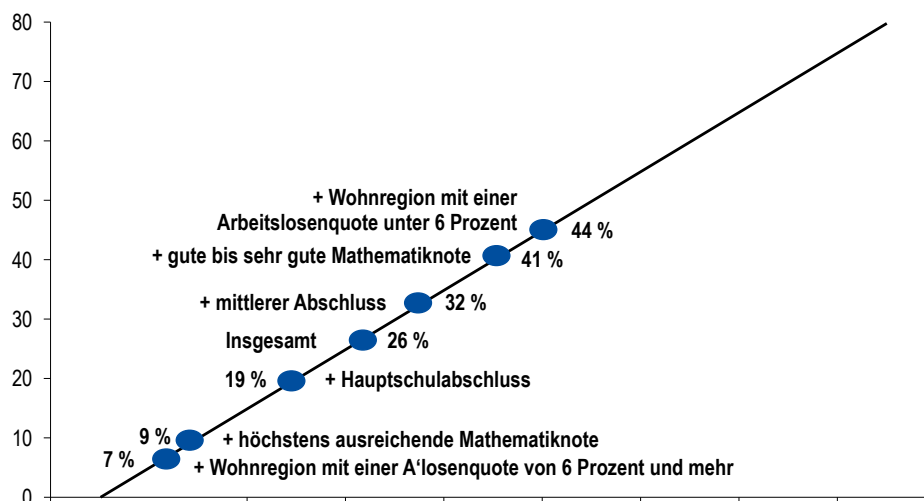 80
70
60
50
40
30
20
10
0
+ Wohnregion mit einer
Arbeitslosenquote unter 6 Prozent
44 %
+ gute bis sehr gute Mathematiknote
41 %
+ mittlerer Abschluss
32 %
Insgesamt
26 %
19 %
+ Hauptschulabschluss
9 %
+ höchstens ausreichende Mathematiknote
7 %
+ Wohnregion mit einer A‘losenquote von 6 Prozent und mehr